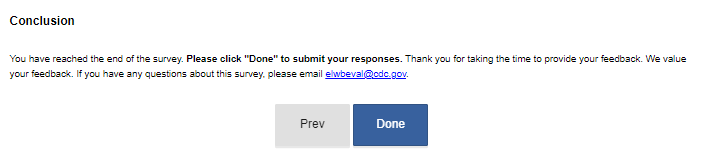 Conclusion
You have reached the end of the survey. Please click "Done" to submit your responses. Thank you for taking the time to provide your feedback. We value
your feedback. If you have any questions about this survey, please email elwbeval@cdc.gov.
Prev Done